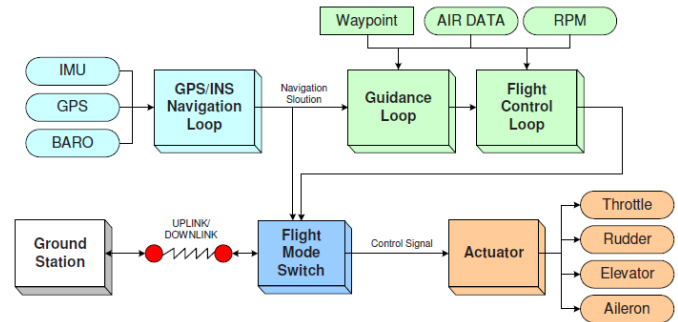 Waypoint
AIR DATA
RPM
IMU
GPS
BARO
GPS/INS
Navigation
Loop
Navigation
Sloution
Guidance
Loop
Flight
Control
Loop
Ground
Station
UPLINK/
DOWNLINK
Flight
Mode
Switch
Control Signal
Actuator
Throttle
Rudder
Elevator
Aileron